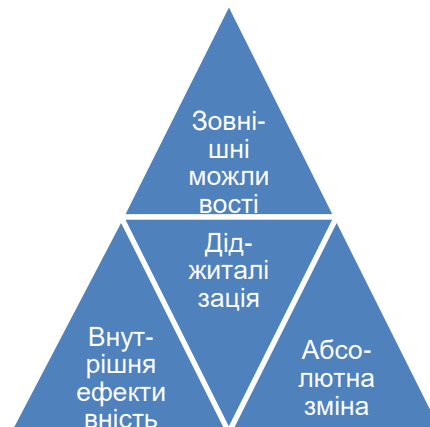 Зовні-
шні
можли
вості
Дід-
житалі
зація
Внут-
рішня
ефекти
вність
Абсо-
лютна
зміна